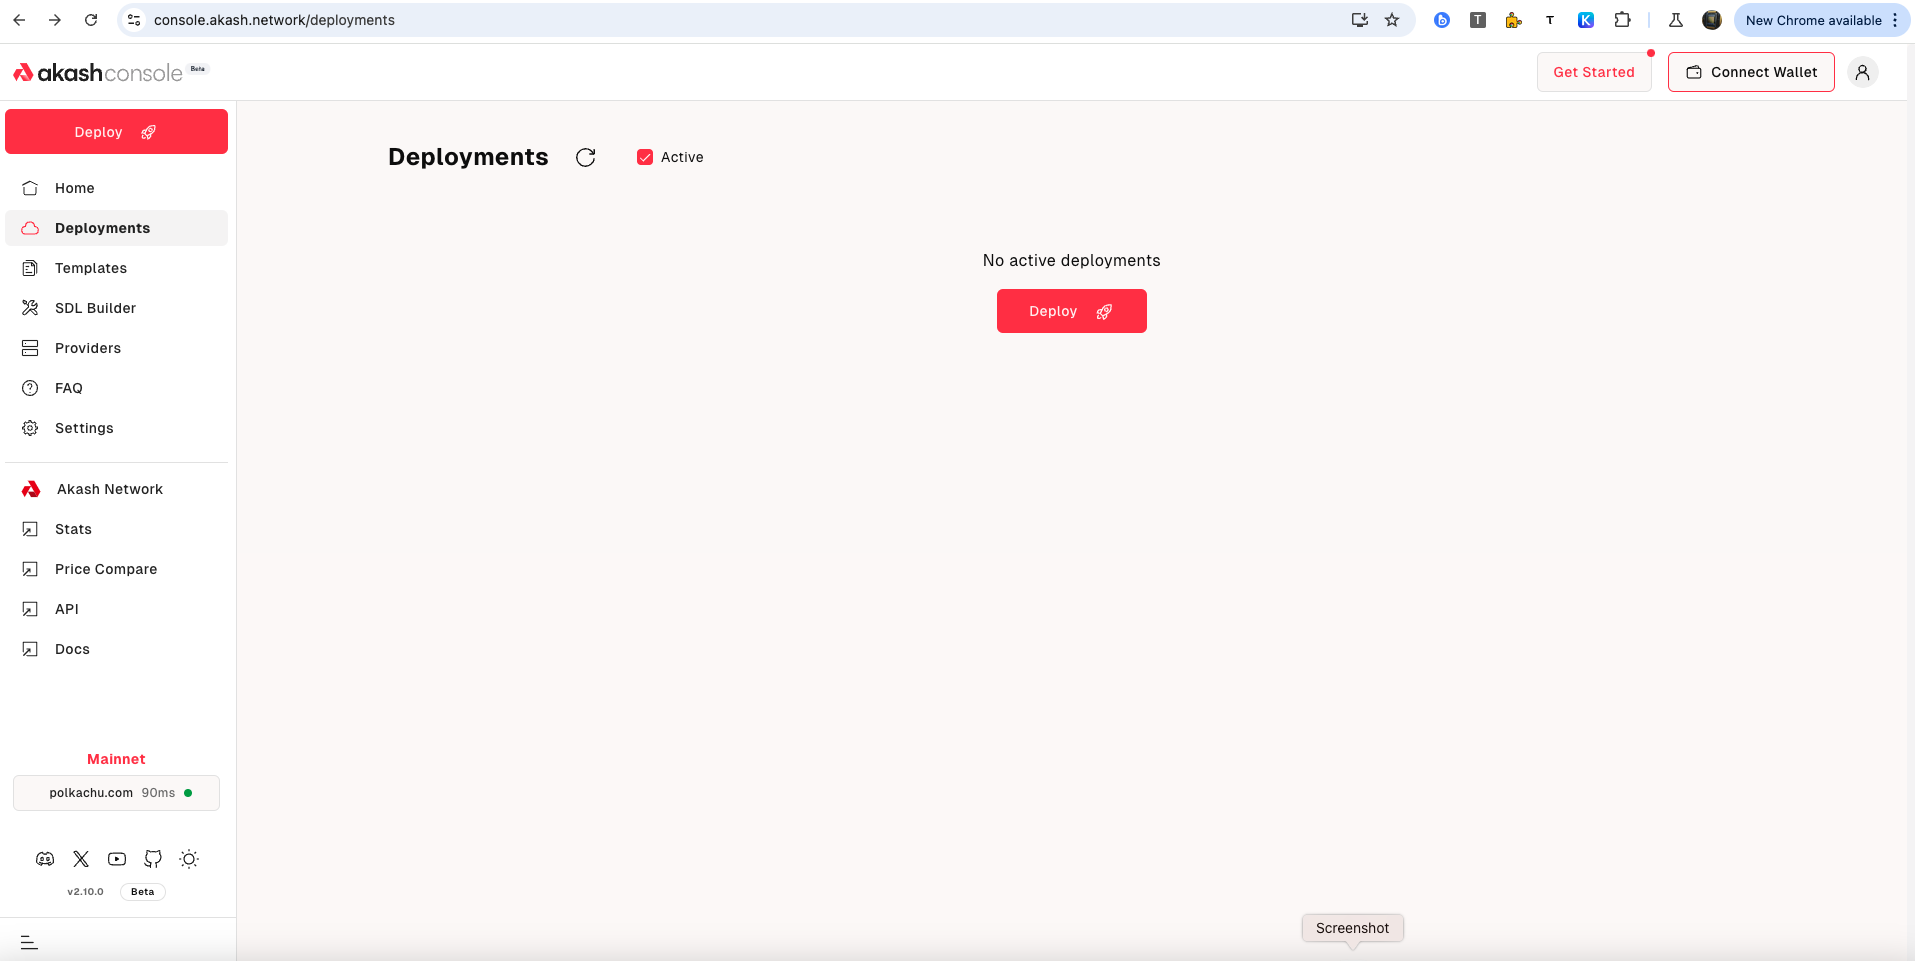 console.akash.network/deployments
T
T
K
New Chrome available
akashconsole Beta
Get Started
Connect Wallet
Deploy
Home
Deployments
Templates
SDL Builder
Providers
FAQ
Settings
Akash Network
Stats
Price Compare
API
Docs
Mainnet
polkachu.com 90ms
v2.10.0 Beta
Deployments
Active
No active deployments
Deploy
Screenshot